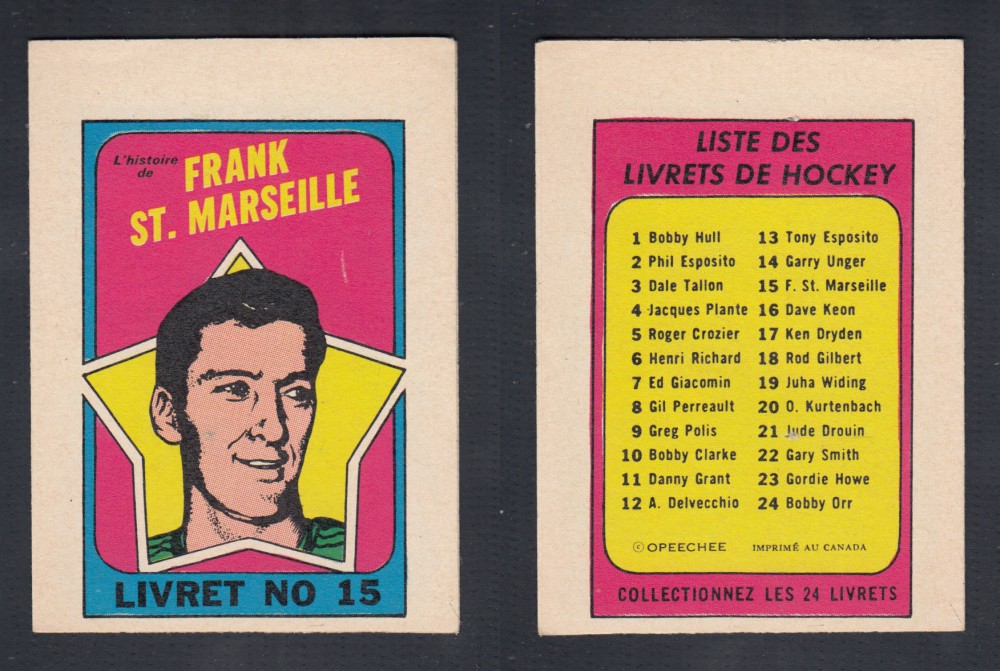 L'histoire
de
FRANK
ST. MARSEILLE
LIVRET NO 15
LISTE DES
LIVRETS DE HOCKEY
1 Bobby Hull
2 Phil Esposito
3 Dale Tallon
4 Jacques Plante
5 Roger Crozier
6 Henri Richard
7 Ed Giacomin
8 Gil Perreault
9 Greg Polis
10 Bobby Clarke
11 Danny Grant
12 A. Delvecchio
13 Tony Esposito
14 Garry Unger
15 F. St. Marseille
16 Dave Keon
17 Ken Dryden
18 Rod Gilbert
19 Juha Widing
20 O. Kurtenbach
21 Jude Drouin
22 Gary Smith
23 Gordie Howe
24 Bobby Orr
© OPEECHEE IMPRIMÉ AU CANADA
COLLECTIONNEZ LES 24 LIVRETS